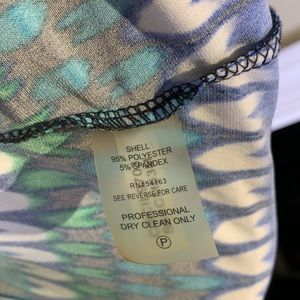 SHELL:
95% POLYESTER
5% SPANDEX
RN#54163
SEE REVERSE FOR CARE
PROFESSIONAL
DRY CLEAN ONLY
P